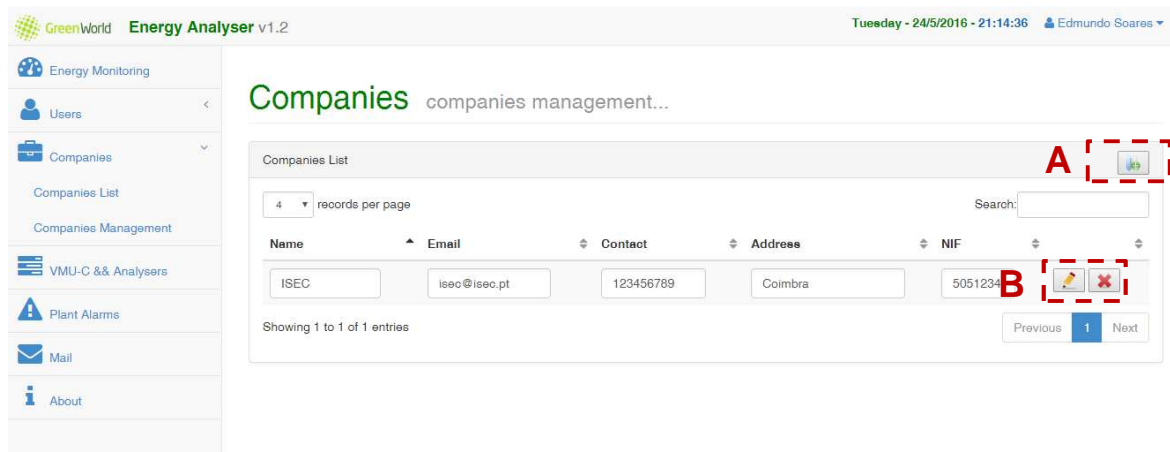 GreenWorld Energy Analyser v1.2
Tuesday - 24/5/2016 - 21:14:36 Edmundo Soares
Energy Monitoring
Users
Companies
Companies List
Companies Management
VMU-C && Analysers
Plant Alarms
Mail
About
Companies companies management...
Companies List
A
4 records per page
Search:
Name Email Contact Address NIF
ISEC isec@isec.pt 123456789 Coimbra 5051234
B
Showing 1 to 1 of 1 entries
Previous 1 Next